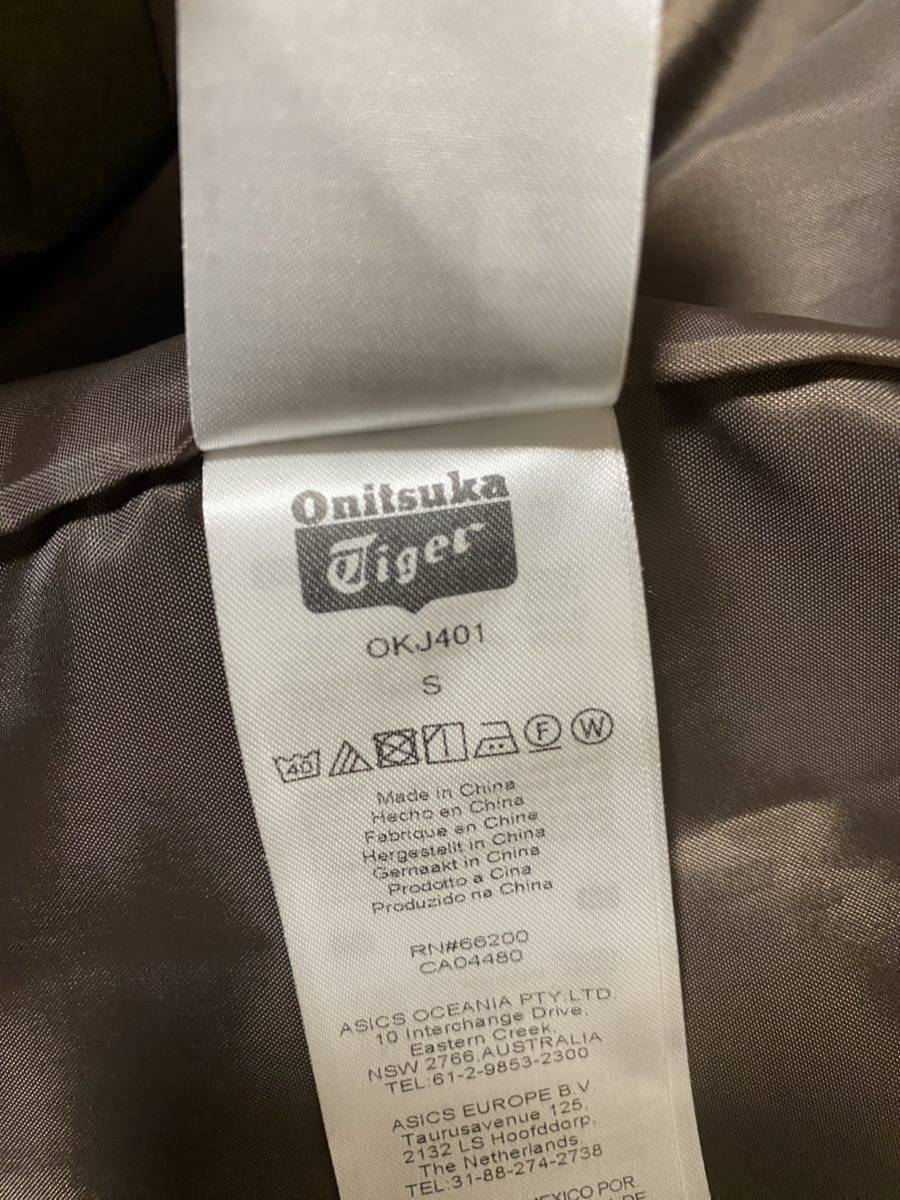 Onitsuka
Tiger
OKJ401
S
40 F W
Made in China
Hecho en China
Fabrique en Chine
Hergestellt in China
Gemaakt in China
Prodotto a Cina
Produzido na China
RN#66200
CA04480
ASICS OCEANIA PTY.LTD.
10 Interchange Drive,
Eastern Creek,
NSW 2766,AUSTRALIA
TEL:61-2-9853-2300
ASICS EUROPE B.V.
Taurusavenue 125,
2132 LS Hoofddorp,
The Netherlands
TEL:31-88-274-2738
MEXICO POR.
DE